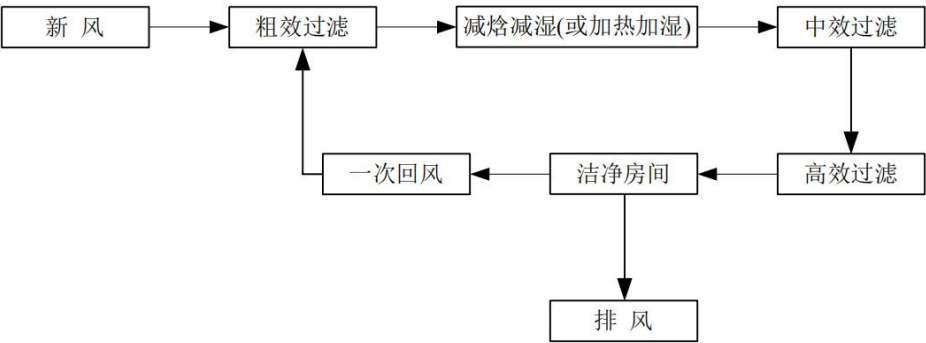 新 风
粗效过滤
减焓减湿(或加热加湿)
中效过滤
一次回风
洁净房间
高效过滤
排 风